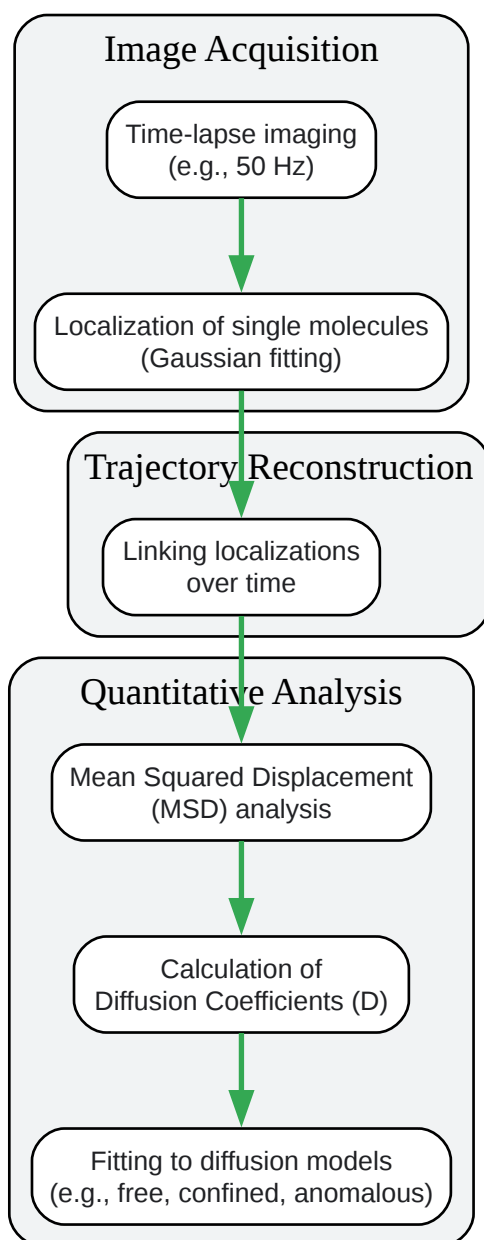 Image Acquisition
Time-lapse imaging
(e.g., 50 Hz)
Localization of single molecules
(Gaussian fitting)
Trajectory Reconstruction
Linking localizations
over time
Quantitative Analysis
Mean Squared Displacement
(MSD) analysis
Calculation of
Diffusion Coefficients (D)
Fitting to diffusion models
(e.g., free, confined, anomalous)